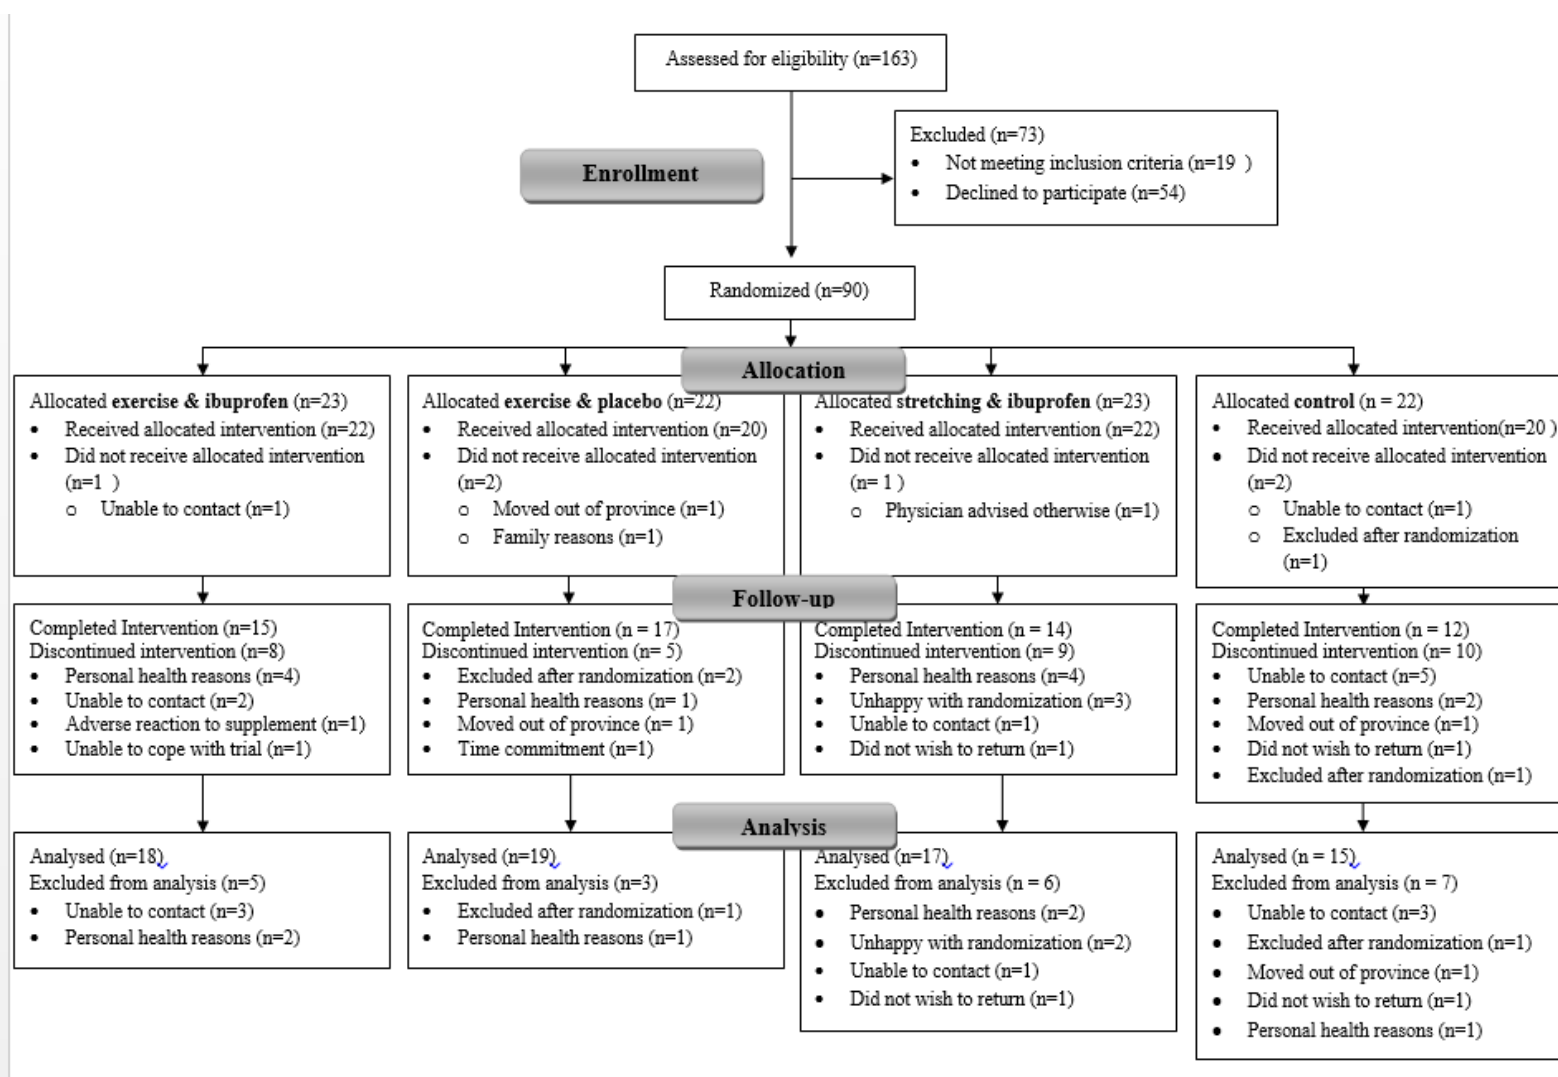 Assessed for eligibility (n=163)
Excluded (n=73)
• Not meeting inclusion criteria (n=19 )
• Declined to participate (n=54)
Enrollment
Randomized (n=90)
Allocation
Allocated exercise & ibuprofen (n=23)
• Received allocated intervention (n=22)
• Did not receive allocated intervention
(n=1 )
o Unable to contact (n=1)
Allocated exercise & placebo (n=22)
• Received allocated intervention (n=20)
• Did not receive allocated intervention
(n=2)
o Moved out of province (n=1)
o Family reasons (n=1)
Allocated stretching & ibuprofen (n=23)
• Received allocated intervention (n=22)
• Did not receive allocated intervention
(n= 1 )
o Physician advised otherwise (n=1)
Allocated control (n = 22)
• Received allocated intervention(n=20 )
• Did not receive allocated intervention
(n=2)
o Unable to contact (n=1)
o Excluded after randomization
(n=1)
Follow-up
Completed Intervention (n=15)
Discontinued intervention (n=8)
• Personal health reasons (n=4)
• Unable to contact (n=2)
• Adverse reaction to supplement (n=1)
• Unable to cope with trial (n=1)
Completed Intervention (n = 17)
Discontinued intervention (n= 5)
• Excluded after randomization (n=2)
• Personal health reasons (n= 1)
• Moved out of province (n= 1)
• Time commitment (n=1)
Completed Intervention (n = 14)
Discontinued intervention (n= 9)
• Personal health reasons (n=4)
• Unhappy with randomization (n=3)
• Unable to contact (n=1)
• Did not wish to return (n=1)
Completed Intervention (n = 12)
Discontinued intervention (n= 10)
• Unable to contact (n=5)
• Personal health reasons (n=2)
• Moved out of province (n=1)
• Did not wish to return (n=1)
• Excluded after randomization (n=1)
Analysis
Analysed (n=18)
Excluded from analysis (n=5)
• Unable to contact (n=3)
• Personal health reasons (n=2)
Analysed (n=19)
Excluded from analysis (n=3)
• Excluded after randomization (n=1)
• Personal health reasons (n=1)
Analysed (n=17)
Excluded from analysis (n = 6)
• Personal health reasons (n=2)
• Unhappy with randomization (n=2)
• Unable to contact (n=1)
• Did not wish to return (n=1)
Analysed (n = 15)
Excluded from analysis (n = 7)
• Unable to contact (n=3)
• Excluded after randomization (n=1)
• Moved out of province (n=1)
• Did not wish to return (n=1)
• Personal health reasons (n=1)